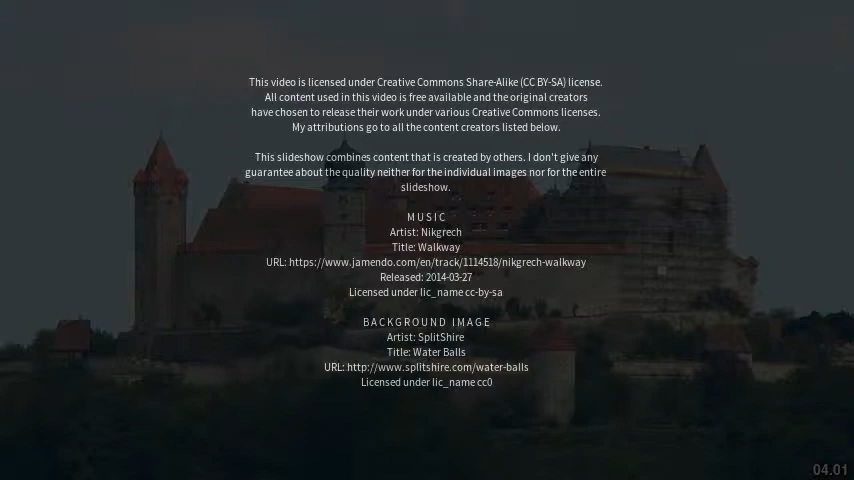 This video is licensed under Creative Commons Share-Alike (CC BY-SA) license.
All content used in this video is free available and the original creators
have chosen to release their work under various Creative Commons licenses.
My attributions go to all the content creators listed below.
This slideshow combines content that is created by others. I don't give any
guarantee about the quality neither for the individual images nor for the entire
slideshow.
MUSIC
Artist: Nikgrech
Title: Walkway
URL: https://www.jamendo.com/en/track/1114518/nikgrech-walkway
Released: 2014-03-27
Licensed under lic_name cc-by-sa
BACKGROUND IMAGE
Artist: SplitShire
Title: Water Balls
URL: http://www.splitshire.com/water-balls
Licensed under lic_name cc0
04.01